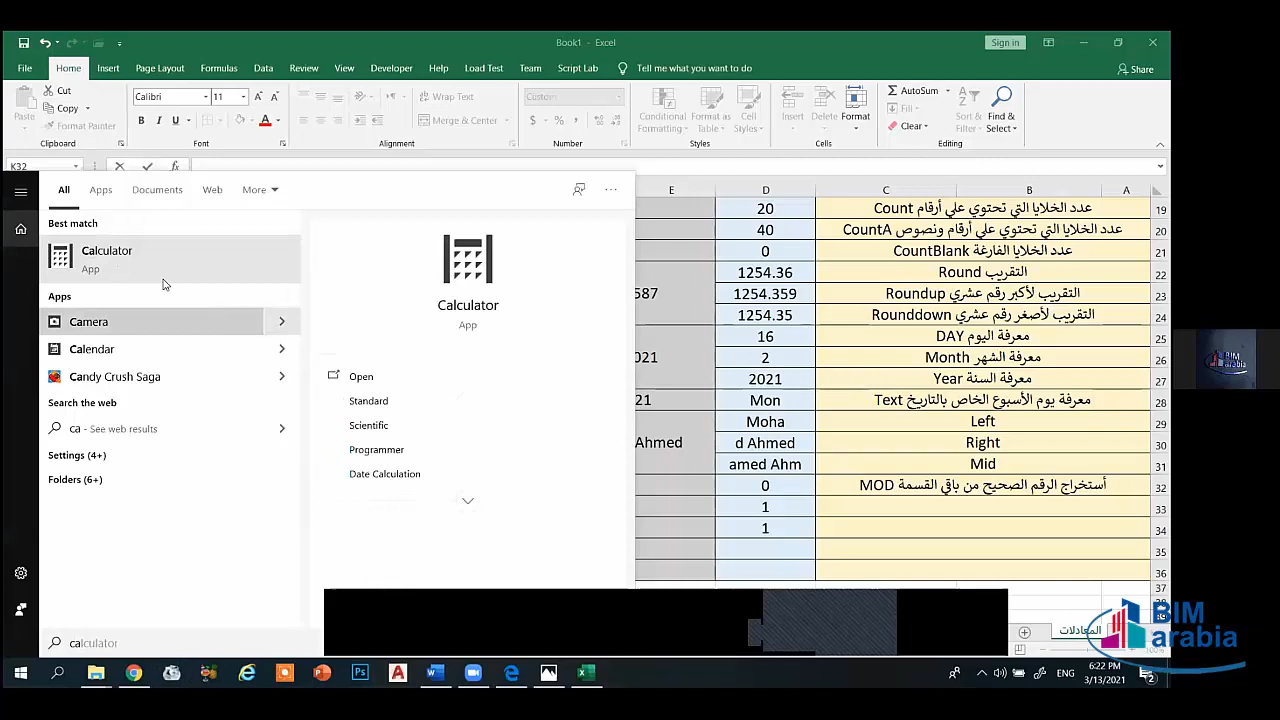 Book1 - Excel
Sign in
File Home Insert Page Layout Formulas Data Review View Developer Help Load Test Team Script Lab Tell me what you want to do
Share
Paste
Cut
Copy
Format Painter
Clipboard
Calibri 11
B I U
Font
Wrap Text
Merge & Center
Alignment
Custom
$ % ,
Number
Conditional Formatting
Format as Table
Cell Styles
Styles
Insert
Delete
Format
Cells
AutoSum
Fill
Clear
Sort & Filter
Find & Select
Editing
K32
fx
All Apps Documents Web More
Best match
Calculator
App
Apps
Camera
Calendar
Candy Crush Saga
Search the web
ca - See web results
Settings (4+)
Folders (6+)
calculator
Calculator
App
Open
Standard
Scientific
Programmer
Date Calculation
E D C B A
20 عدد الخلايا التي تحتوي علي أرقام Count 19
40 عدد الخلايا التي تحتوي علي أرقام ونصوص CountA 20
0 عدد الخلايا الفارغة CountBlank 21
1254.36 التقريب Round 22
587 1254.359 التقريب لأكبر رقم عشري Roundup 23
1254.35 التقريب لأصغر رقم عشري Rounddown 24
16 معرفة اليوم DAY 25
021 2 معرفة الشهر Month 26
2021 معرفة السنة Year 27
21 Mon معرفة يوم الأسبوع الخاص بالتاريخ Text 28
Moha Left 29
Ahmed d Ahmed Right 30
amed Ahm Mid 31
0 أستخراج الرقم الصحيح من باقي القسمة MOD 32
1 33
1 34
35
36
37
المعادلات
BIM
arabia
BIM
arabia
100%
ENG
6:22 PM
3/13/2021
2